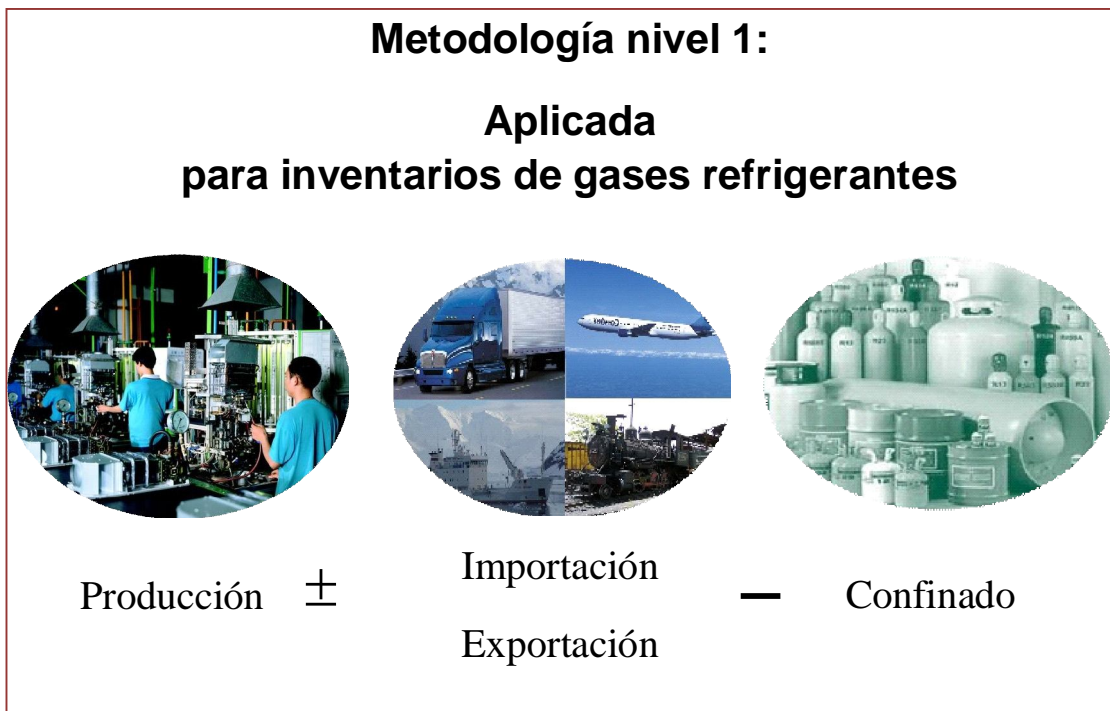 Metodología nivel 1:
Aplicada
para inventarios de gases refrigerantes
Producción ± Importación − Confinado
Exportación